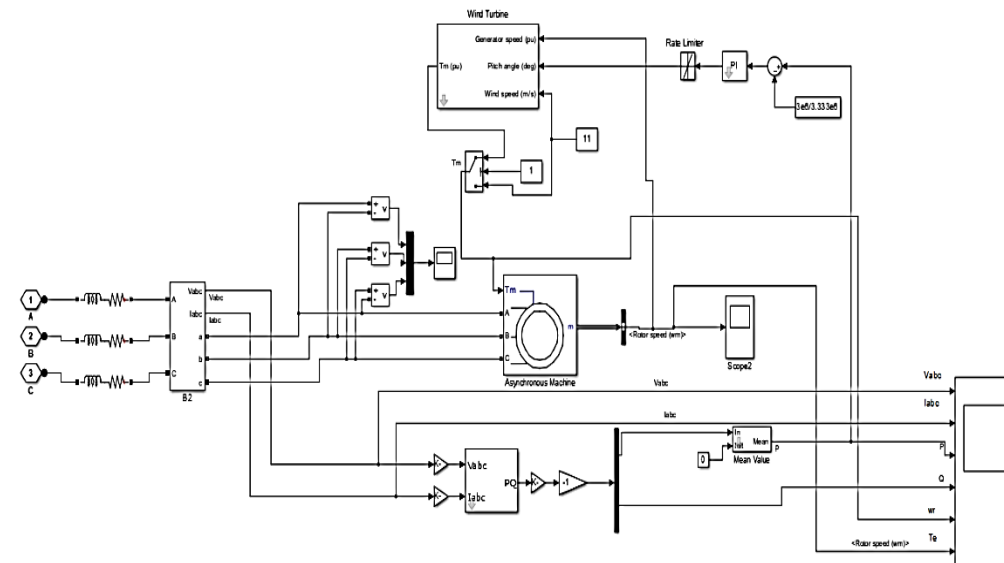 Wind Turbine
Generator speed (pu)
Tm (pu)
Pitch angle (deg)
Wind speed (m/s)
Rate Limiter
PI
3e6/3.333e6
11
Tm
1
+
-
v
+
-
v
+
-
v
1
A
2
B
3
C
A
B
C
Vabc
Iabc
a
b
c
B2
Vabc
Iabc
Tm
A
B
C
m
Asynchronous Machine
<Rotor speed (wm)>
Scope2
Vabc
Iabc
K-
K-
Vabc
Iabc
PQ
K-
-1
0
In
Mean
Mean Value
P
Vabc
Iabc
P
Q
wr
Te
<Rotor speed (wm)>